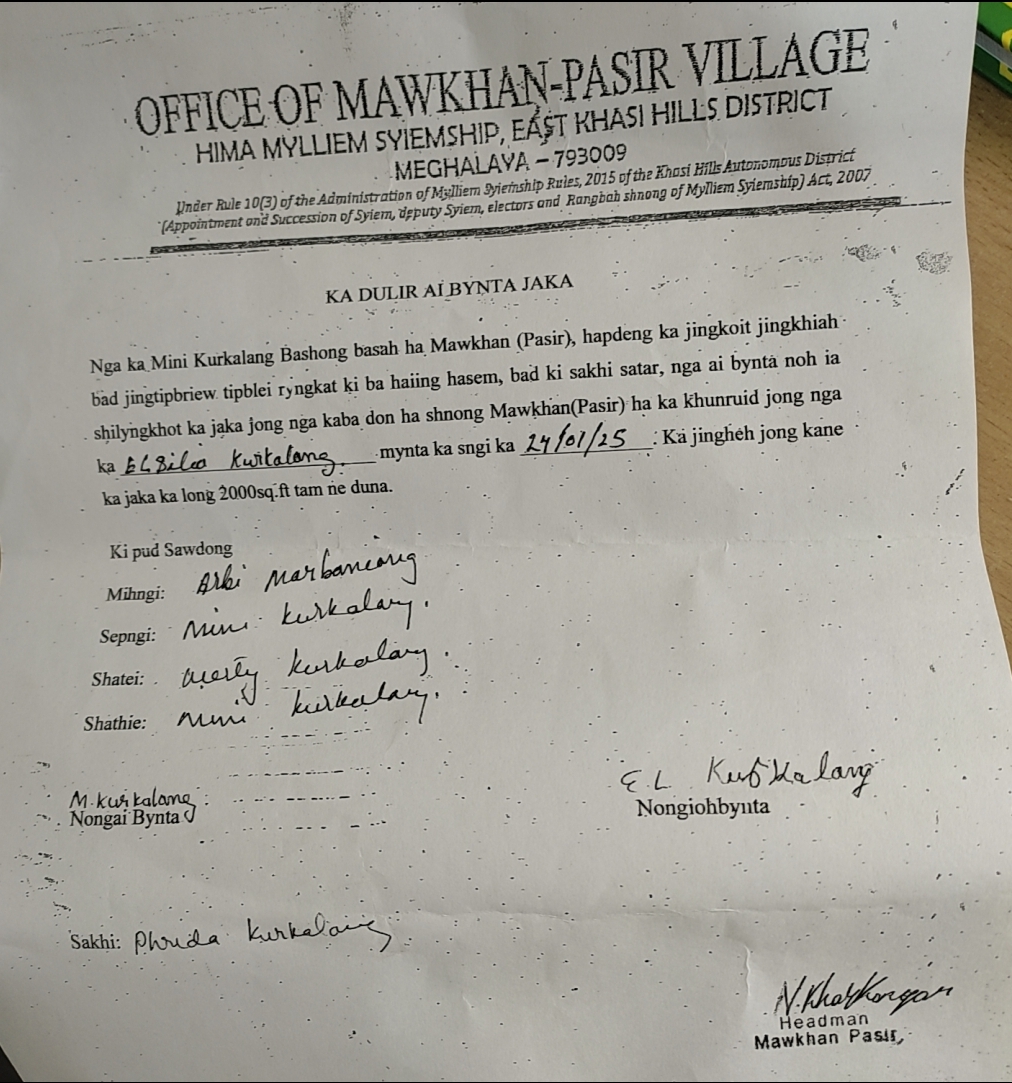 OFFICE OF MAWKHAN-PASIR VILLAGE
HIMA MYLLIEM SYIEMSHIP, EAST KHASI HILLS DISTRICT
MEGHALAYA – 793009
Under Rule 10(3) of the Administration of Mylliem Syiemship Rules, 2015 of the Khasi Hills Autonomous District
(Appointment and Succession of Syiem, deputy Syiem, electors and Rangbah shnong of Mylliem Syiemship) Act, 2007
KA DULIR AI BYNTA JAKA
Nga ka Mini Kurkalang Bashong basah ha Mawkhan (Pasir), hapdeng ka jingkoit jingkhiah
bad jingtipbriew tipblei ryngkat ki ba haiing hasem, bad ki sakhi satar, nga ai bynta noh ia
shilyngkhot ka jaka jong nga kaba don ha shnong Mawkhan(Pasir) ha ka khunruid jong nga
ka Kurkalang. mynta ka sngi ka 24/01/25. Ka jingheh jong kane
ka jaka ka long 2000sq.ft tam ne duna.
Ki pud Sawdong
Mihngi: Arbi Marbaniang
Sepngi: Mini Kurkalang.
Shatei: Kurkalang.
Shathie: Mini Kurkalang.
M. Kurkalang
Nongai Bynta
E L Kurkalang
Nongiohbynta
Sakhi: Phrida Kurkalang
N. Kharkongor
Headman
Mawkhan Pasir,